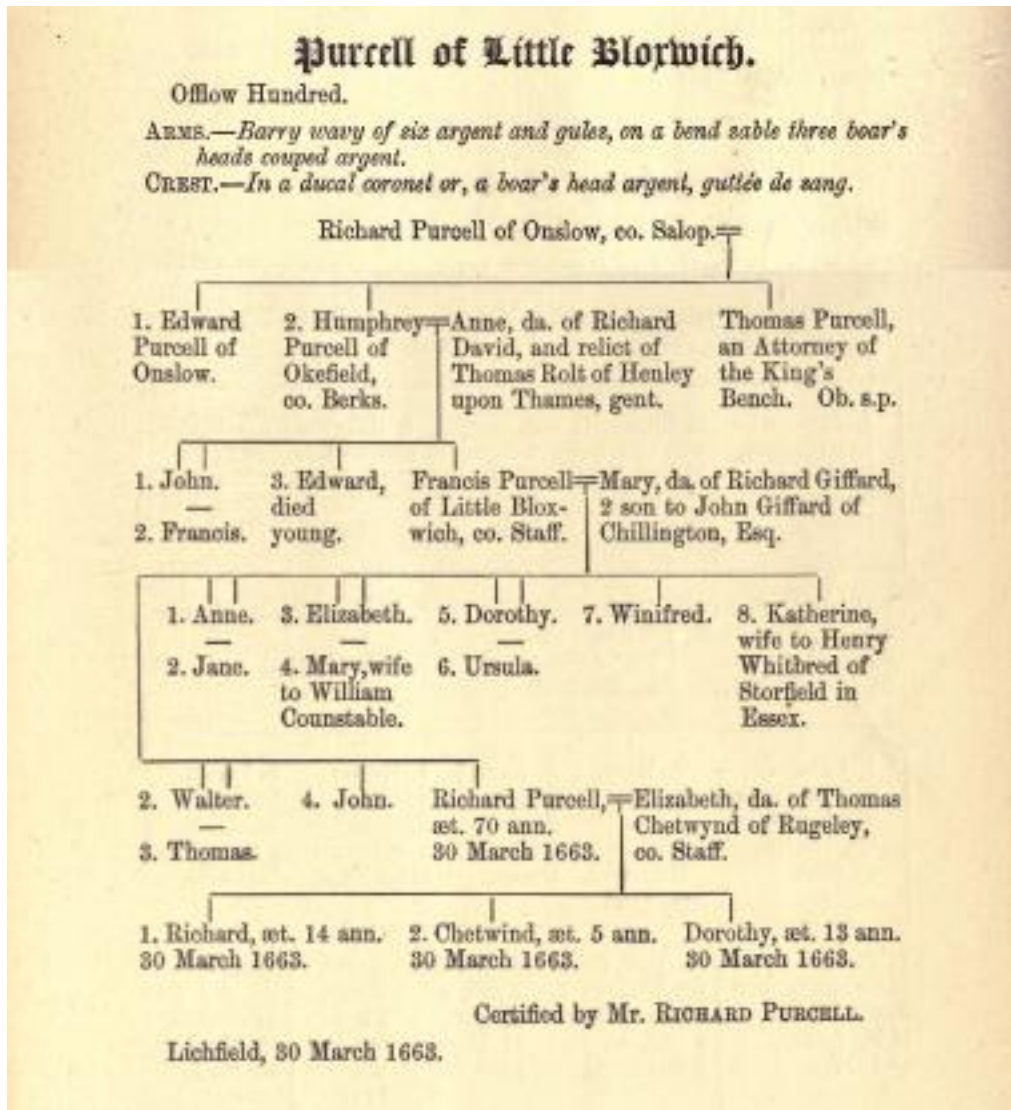 Purcell of Little Bloxwich.
Offlow Hundred.
ARMS.—Barry wavy of six argent and gules, on a bend sable three boar's
heads couped argent.
CREST.—In a ducal coronet or, a boar's head argent, guttée de sang.
Richard Purcell of Onslow, co. Salop.
1. Edward
Purcell of
Onslow.
2. Humphrey
Purcell of
Okefield,
co. Berks.
Anne, da. of Richard
David, and relict of
Thomas Rolt of Henley
upon Thames, gent.
Thomas Purcell,
an Attorney of
the King's
Bench. Ob. s.p.
1. John.
—
2. Francis.
3. Edward,
died
young.
Francis Purcell
of Little Blox-
wich, co. Staff.
Mary, da. of Richard Giffard,
2 son to John Giffard of
Chillington, Esq.
1. Anne.
—
2. Jane.
3. Elizabeth.
—
4. Mary, wife
to William
Counstable.
5. Dorothy.
—
6. Ursula.
7. Winifred.
8. Katherine,
wife to Henry
Whitbred of
Storfield in
Essex.
2. Walter.
—
3. Thomas.
4. John.
Richard Purcell,
æt. 70 ann.
30 March 1663.
Elizabeth, da. of Thomas
Chetwynd of Rugeley,
co. Staff.
1. Richard, æt. 14 ann.
30 March 1663.
2. Chetwind, æt. 5 ann.
30 March 1663.
Dorothy, æt. 13 ann.
30 March 1663.
Certified by Mr. RICHARD PURCELL.
Lichfield, 30 March 1663.